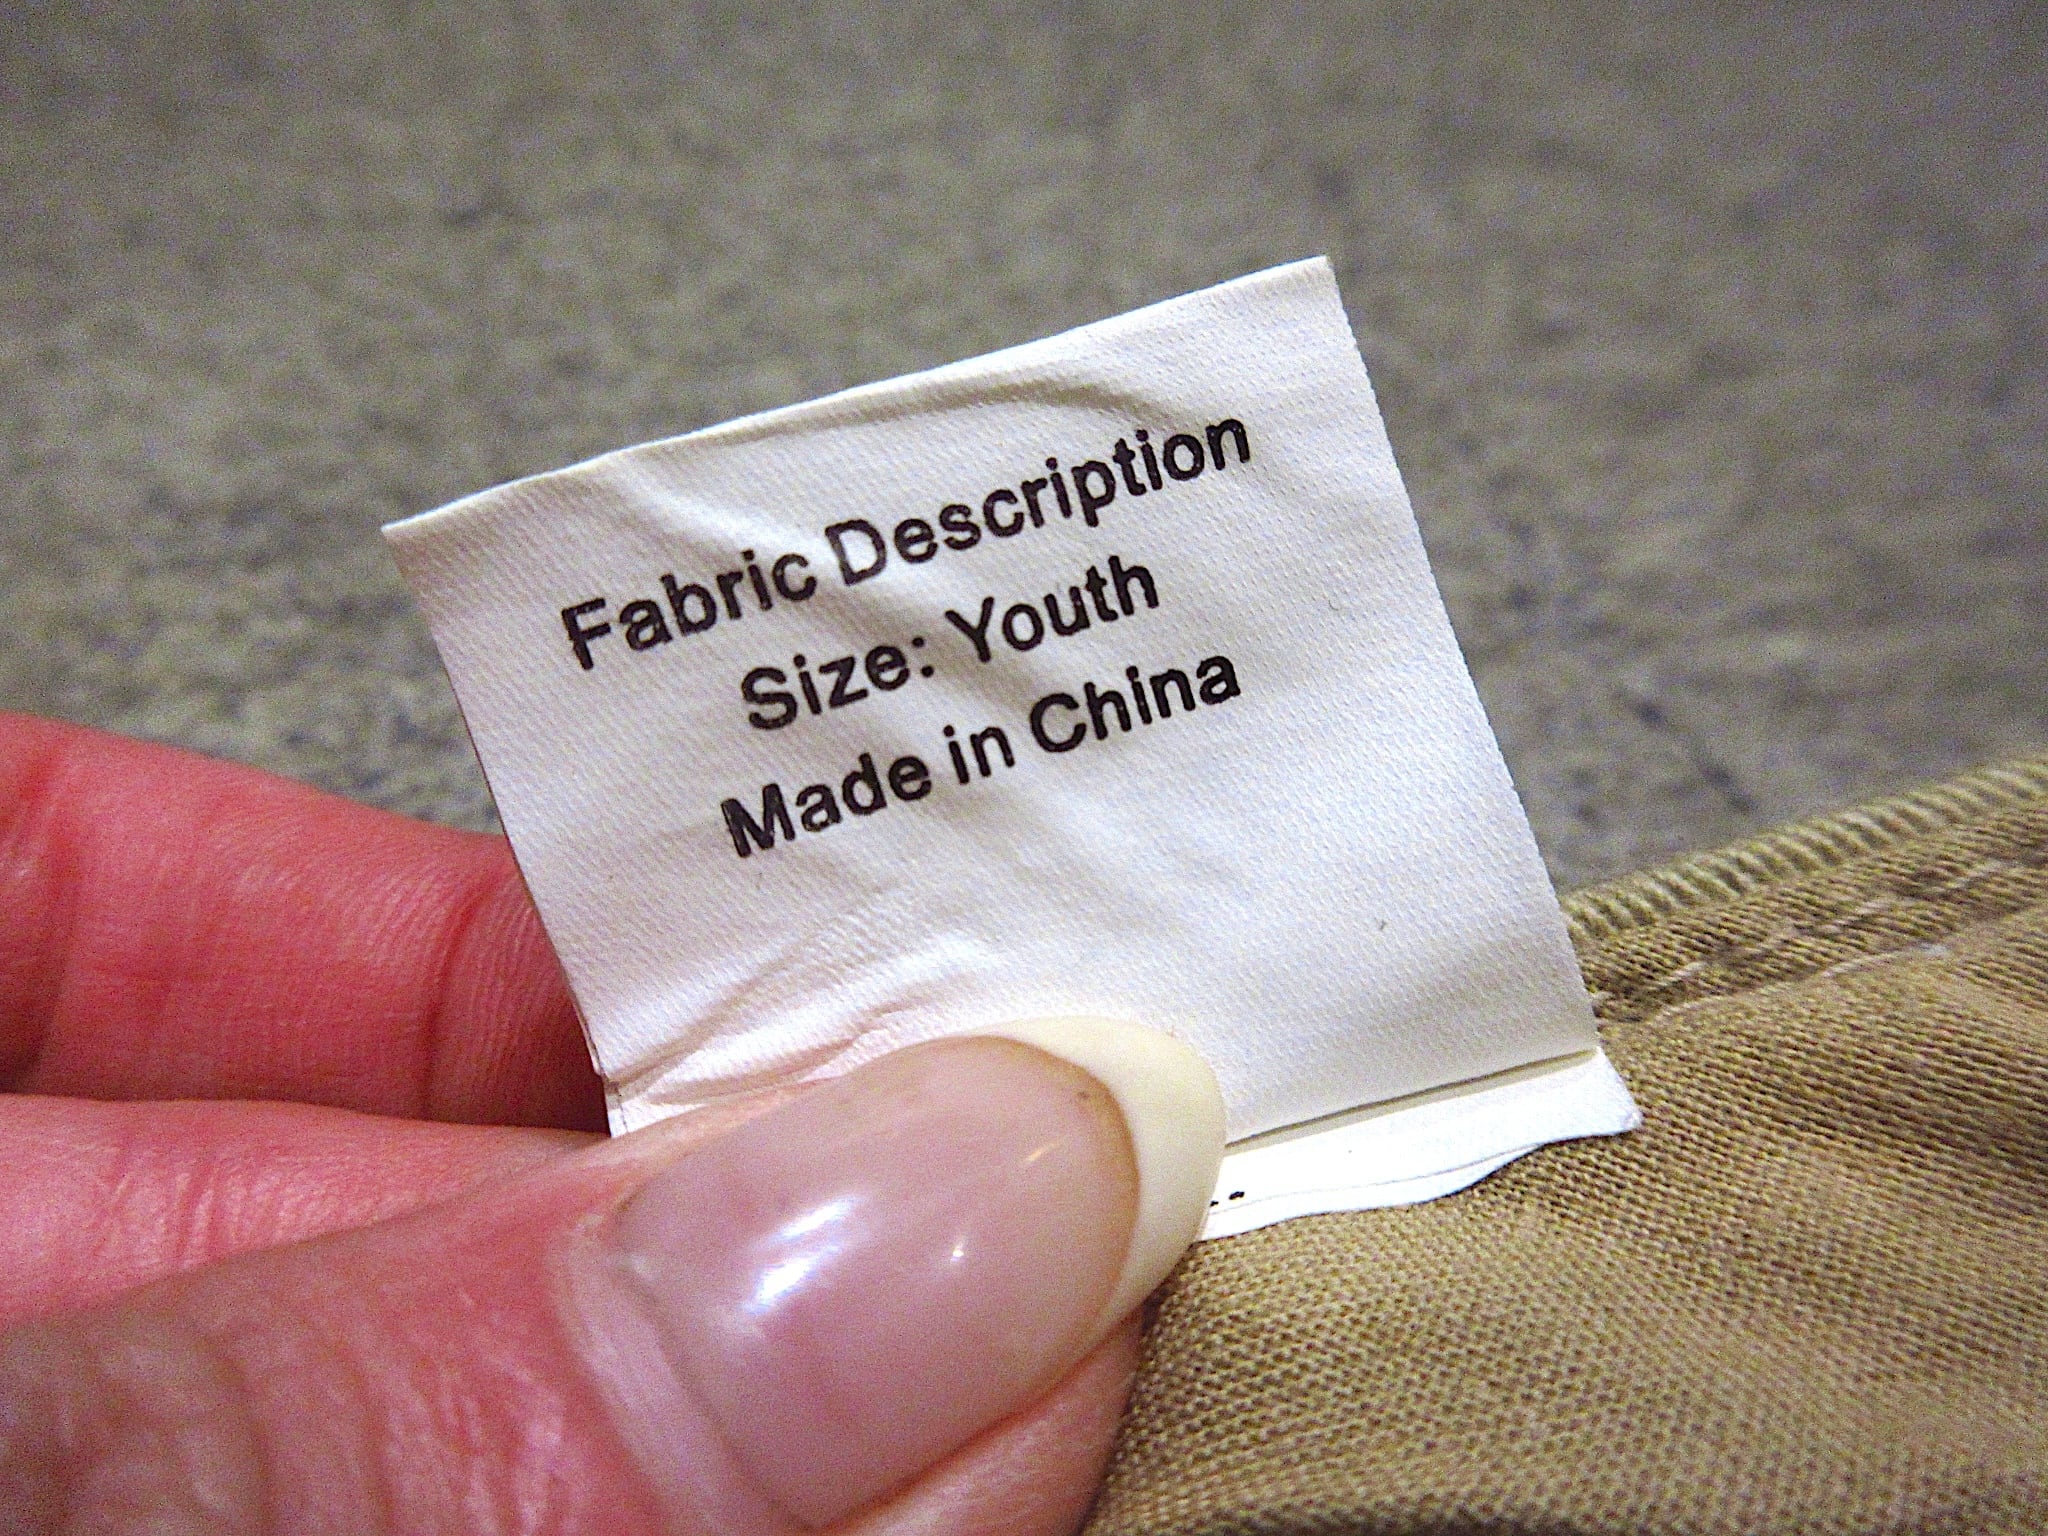 Fabric Description
Size: Youth
Made in China